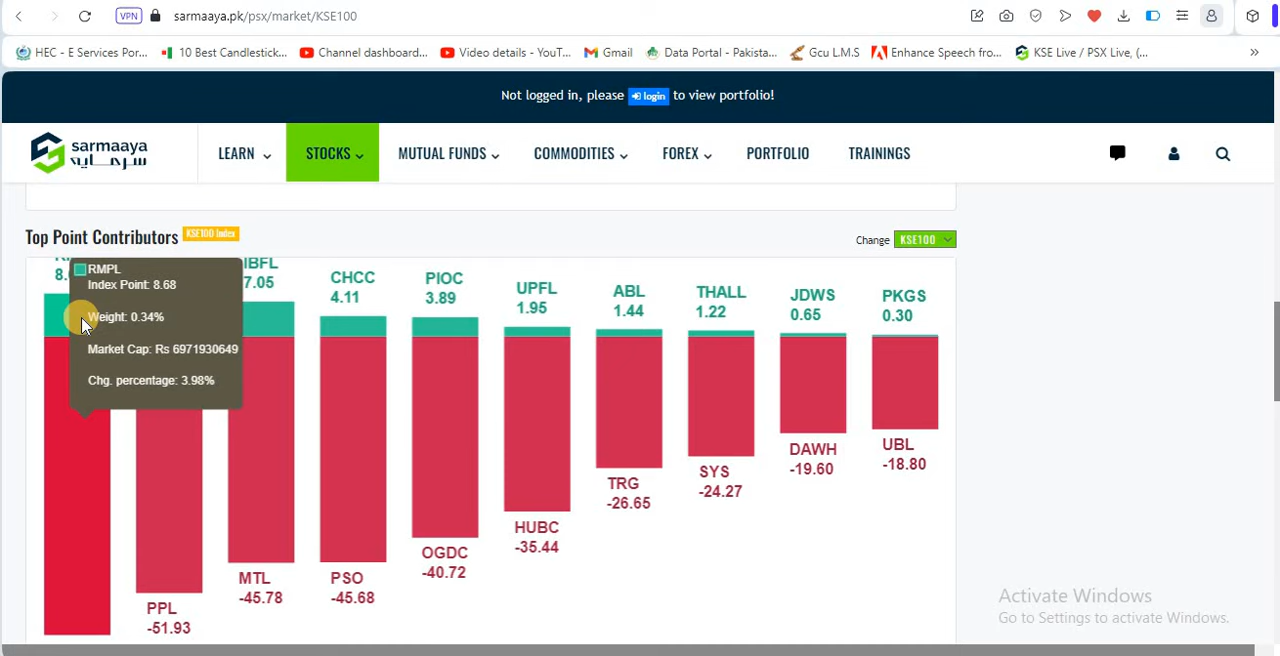 VPN
sarmaaya.pk/psx/market/KSE100
HEC - E Services Por...
10 Best Candlestick...
Channel dashboard...
Video details - YouT...
Gmail
Data Portal - Pakista...
Gcu L.M.S
Enhance Speech from...
KSE Live / PSX Live, (...
»
Not logged in, please login to view portfolio!
sarmaaya
سرمایہ
LEARN
STOCKS
MUTUAL FUNDS
COMMODITIES
FOREX
PORTFOLIO
TRAININGS
Top Point Contributors KSE100 Index
Change KSE100
8.
RMPL
Index Point: 8.68
Weight: 0.34%
Market Cap: Rs 6971930649
Chg. percentage: 3.98%
IBFL
7.05
CHCC
4.11
PIOC
3.89
UPFL
1.95
ABL
1.44
THALL
1.22
JDWS
0.65
PKGS
0.30
PPL
-51.93
MTL
-45.78
PSO
-45.68
OGDC
-40.72
HUBC
-35.44
TRG
-26.65
SYS
-24.27
DAWH
-19.60
UBL
-18.80
Activate Windows
Go to Settings to activate Windows.